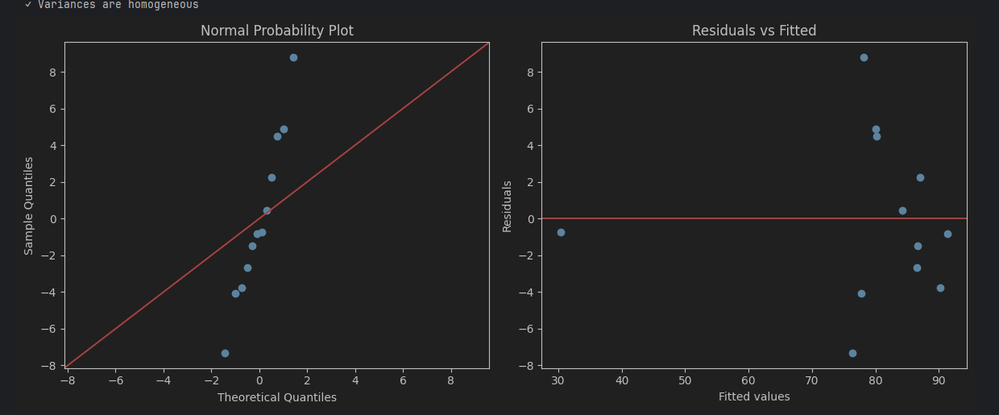 ✓ Variances are homogeneous
Normal Probability Plot
8
6
4
2
0
−2
−4
−6
−8
Sample Quantiles
−8 −6 −4 −2 0 2 4 6 8
Theoretical Quantiles
Residuals vs Fitted
8
6
4
2
0
−2
−4
−6
−8
Residuals
30 40 50 60 70 80 90
Fitted values